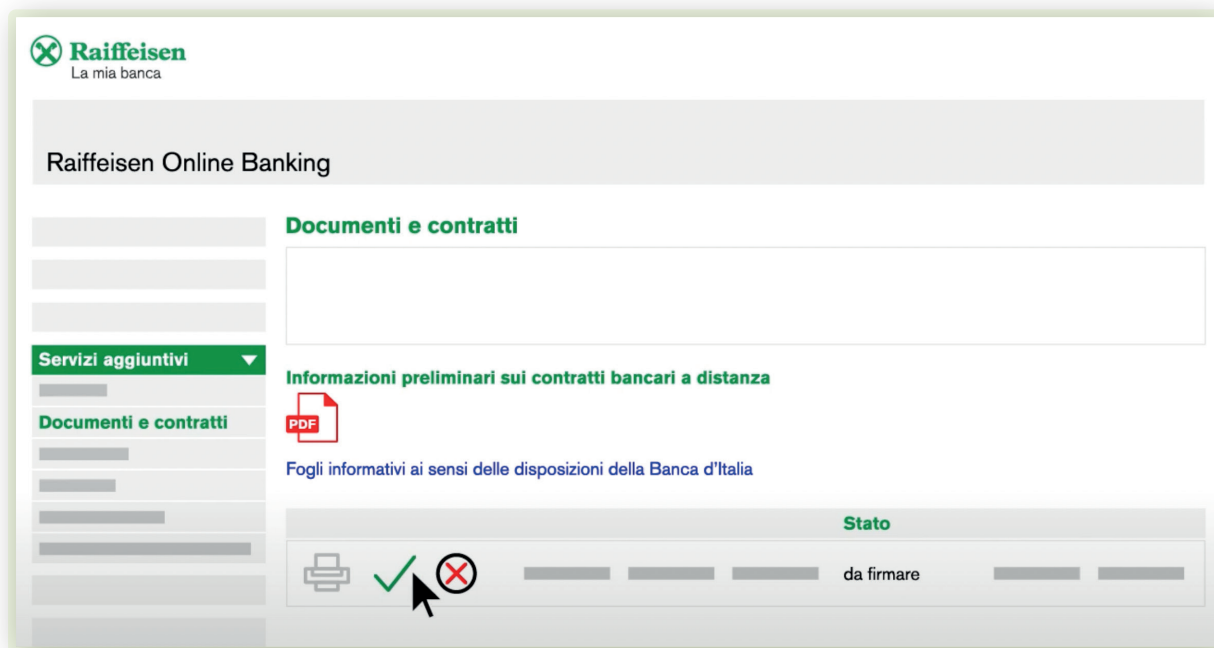 Raiffeisen
La mia banca
Raiffeisen Online Banking
Documenti e contratti
Servizi aggiuntivi
Documenti e contratti
Informazioni preliminari sui contratti bancari a distanza
PDF
Fogli informativi ai sensi delle disposizioni della Banca d'Italia
Stato
da firmare